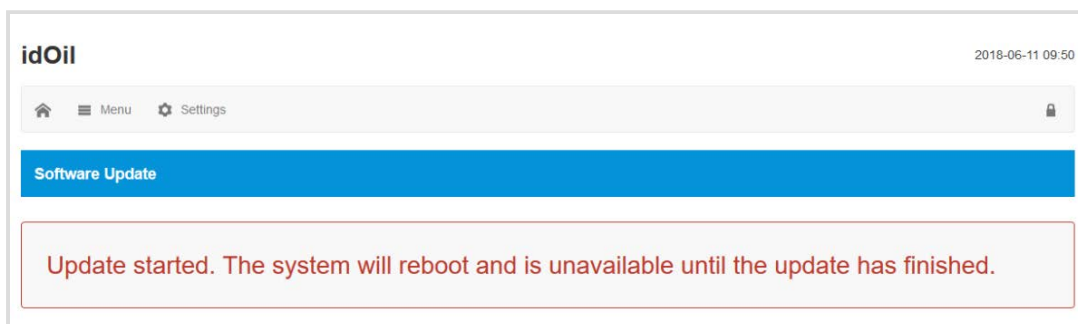 idOil
2018-06-11 09:50
Menu Settings
Software Update
Update started. The system will reboot and is unavailable until the update has finished.